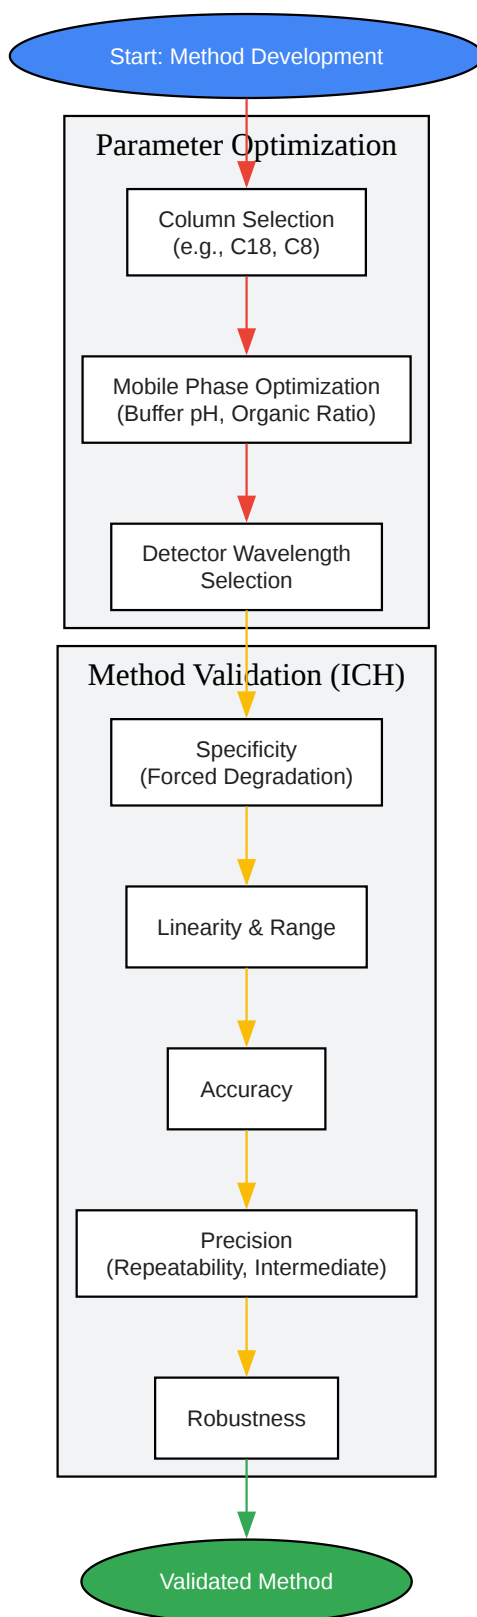 Start: Method Development
Parameter Optimization
Column Selection
(e.g., C18, C8)
Mobile Phase Optimization
(Buffer pH, Organic Ratio)
Detector Wavelength
Selection
Method Validation (ICH)
Specificity
(Forced Degradation)
Linearity & Range
Accuracy
Precision
(Repeatability, Intermediate)
Robustness
Validated Method